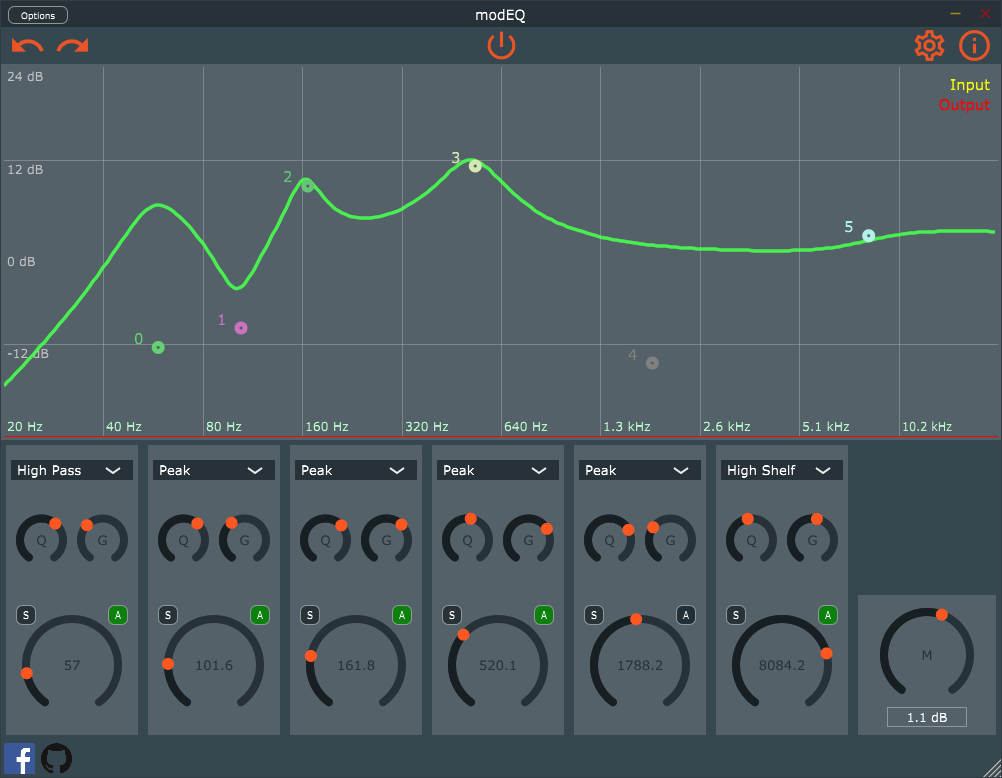 Options
modEQ
24 dB
Input
Output
3
12 dB
2
5
0 dB
1
0
-12 dB
4
20 Hz 40 Hz 80 Hz 160 Hz 320 Hz 640 Hz 1.3 kHz 2.6 kHz 5.1 kHz 10.2 kHz
High Pass Peak Peak Peak Peak High Shelf
Q G Q G Q G Q G Q G Q G
S A S A S A S A S A S A
57 101.6 161.8 520.1 1788.2 8084.2 M
1.1 dB